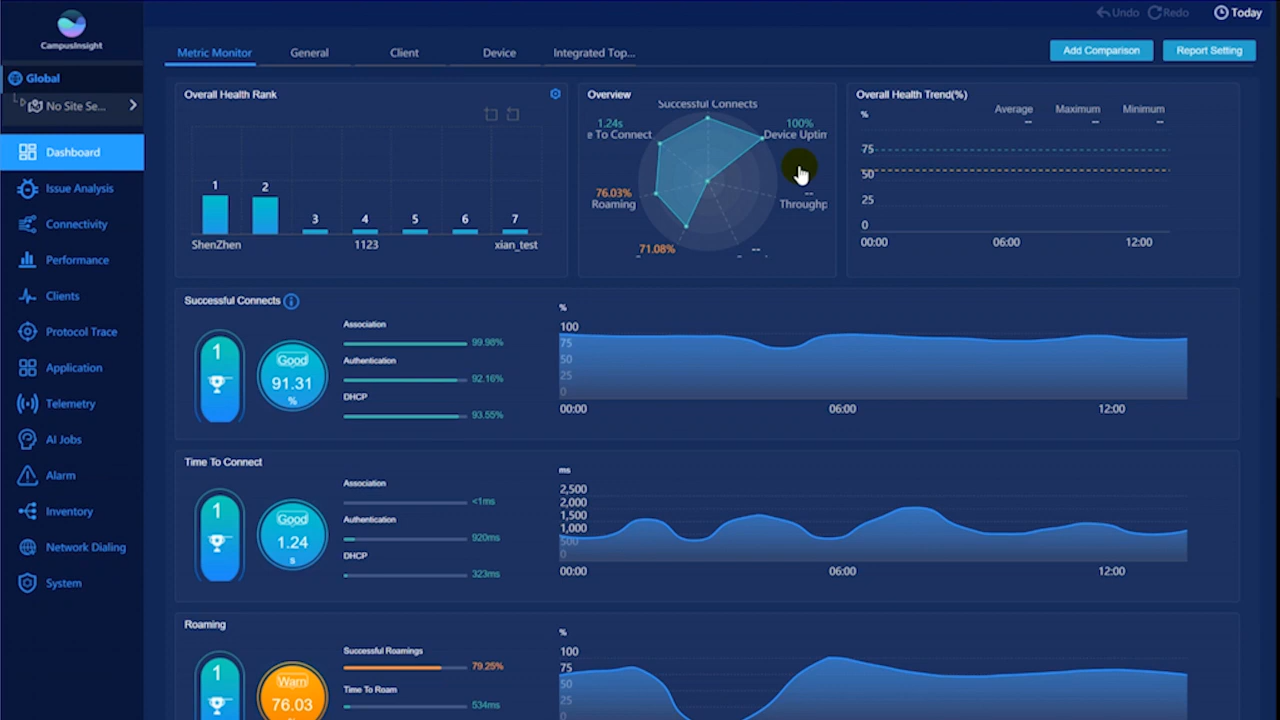 CampusInsight
Undo Redo Today
Metric Monitor General Client Device Integrated Top...
Add Comparison Report Setting
Global
No Site Se...
Dashboard
Issue Analysis
Connectivity
Performance
Clients
Protocol Trace
Application
Telemetry
AI Jobs
Alarm
Inventory
Network Dialing
System
Overall Health Rank
1 2 3 4 5 6 7
ShenZhen 1123 xian_test
Overview
Successful Connects
1.24s 100%
e To Connect Device Uptim
76.03% --
Roaming Throughp
71.08% --
Overall Health Trend(%)
% Average Maximum Minimum
-- -- --
75
50
25
0
00:00 06:00 12:00
Successful Connects
1
Good
91.31
%
Association
99.98%
Authentication
92.16%
DHCP
93.55%
%
100
75
50
25
0
00:00 06:00 12:00
Time To Connect
1
Good
1.24
s
Association
<1ms
Authentication
920ms
DHCP
323ms
ms
2,500
2,000
1,500
1,000
500
0
00:00 06:00 12:00
Roaming
1
Warn
76.03
Successful Roamings
79.25%
Time To Roam
534ms
%
100
75
50
25
0